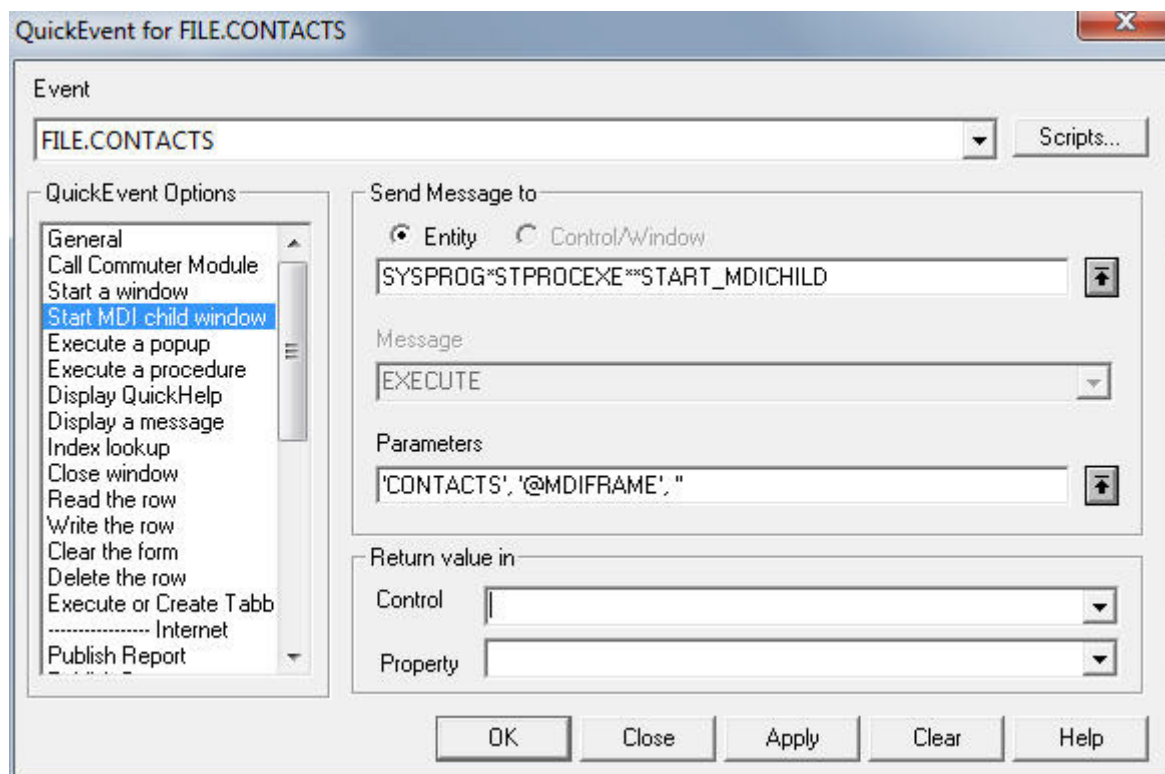 QuickEvent for FILE.CONTACTS
X
Event
FILE.CONTACTS
Scripts...
QuickEvent Options
General
Call Commuter Module
Start a window
Start MDI child window
Execute a popup
Execute a procedure
Display QuickHelp
Display a message
Index lookup
Close window
Read the row
Write the row
Clear the form
Delete the row
Execute or Create Tabb
---------------- Internet
Publish Report
Send Message to
Entity
Control/Window
SYSPROG*STPROCEXE**START_MDICHILD
Message
EXECUTE
Parameters
'CONTACTS', '@MDIFRAME', ''
Return value in
Control
Property
OK
Close
Apply
Clear
Help